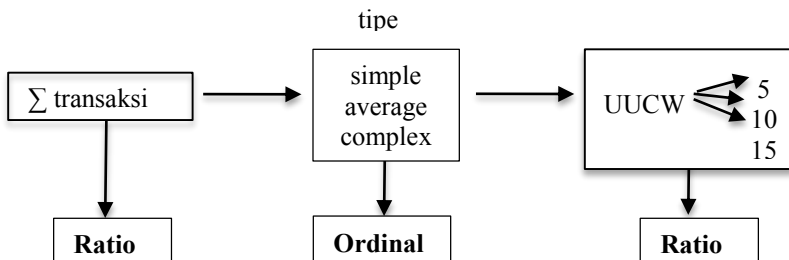 tipe
∑ transaksi
simple
average
complex
UUCW
5
10
15
Ratio
Ordinal
Ratio